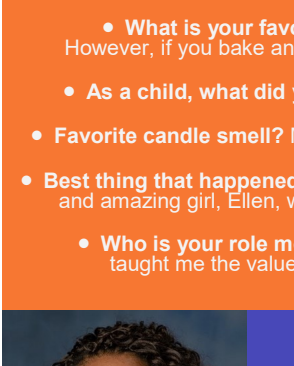 • What is your favo
However, if you bake an
• As a child, what did
• Favorite candle smell?
• Best thing that happened
and amazing girl, Ellen, w
• Who is your role m
taught me the value